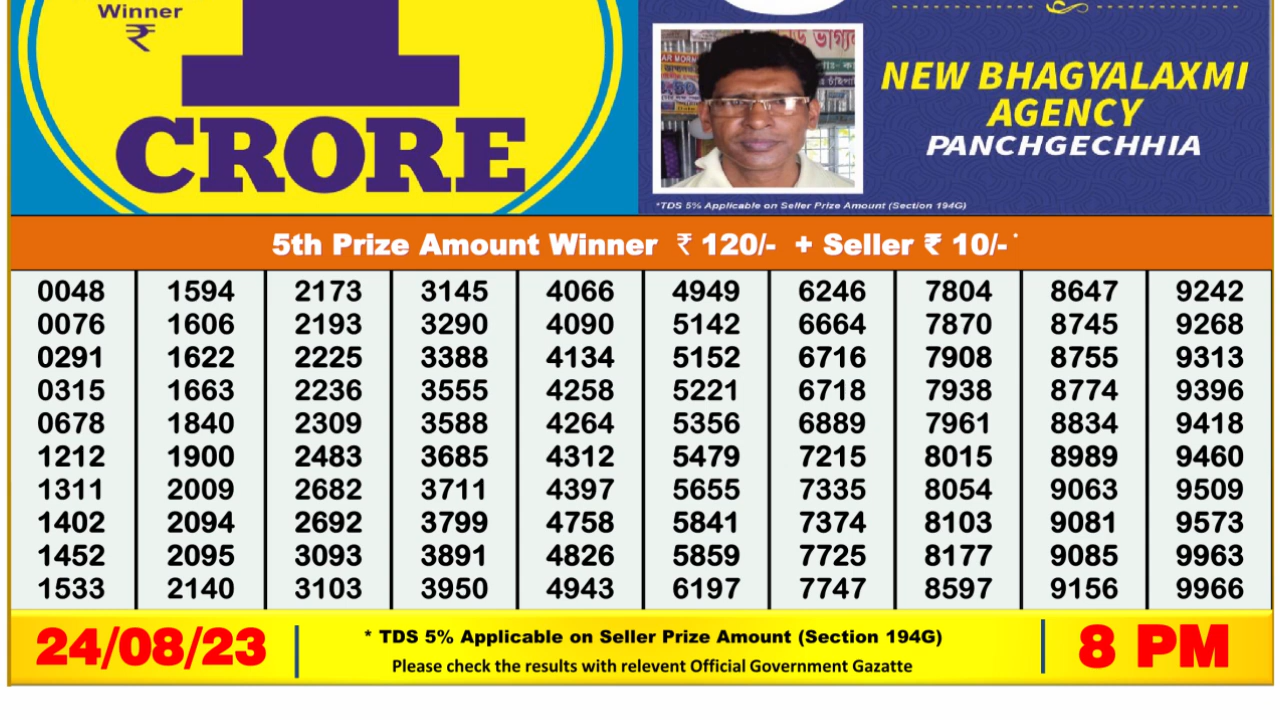 Winner
₹
1
CRORE
NEW BHAGYALAXMI
AGENCY
PANCHGECHHIA
*TDS 5% Applicable on Seller Prize Amount (Section 194G)
5th Prize Amount Winner ₹ 120/- + Seller ₹ 10/- *
0048 1594 2173 3145 4066 4949 6246 7804 8647 9242
0076 1606 2193 3290 4090 5142 6664 7870 8745 9268
0291 1622 2225 3388 4134 5152 6716 7908 8755 9313
0315 1663 2236 3555 4258 5221 6718 7938 8774 9396
0678 1840 2309 3588 4264 5356 6889 7961 8834 9418
1212 1900 2483 3685 4312 5479 7215 8015 8989 9460
1311 2009 2682 3711 4397 5655 7335 8054 9063 9509
1402 2094 2692 3799 4758 5841 7374 8103 9081 9573
1452 2095 3093 3891 4826 5859 7725 8177 9085 9963
1533 2140 3103 3950 4943 6197 7747 8597 9156 9966
24/08/23
* TDS 5% Applicable on Seller Prize Amount (Section 194G)
Please check the results with relevent Official Government Gazatte
8 PM